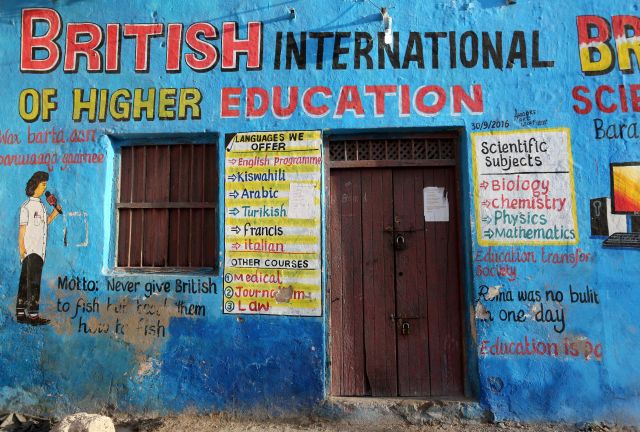 BRITISH INTERNATIONAL
OF HIGHER EDUCATION
Wax barta aan
BR
SCIE
Bara
LANGUAGES WE
OFFER
English programme
Kiswahili
Arabic
Turikish
Francis
italian
OTHER COURSES
1 Medical
2 Journ
3 LAW
30/9/2016
Scientific
Subjects
Biology
chemistry
Physics
Mathematics
Education transfor
Society
was no bulit
in one day
Education is
Motto: Never give British
to fish but them
how to fish